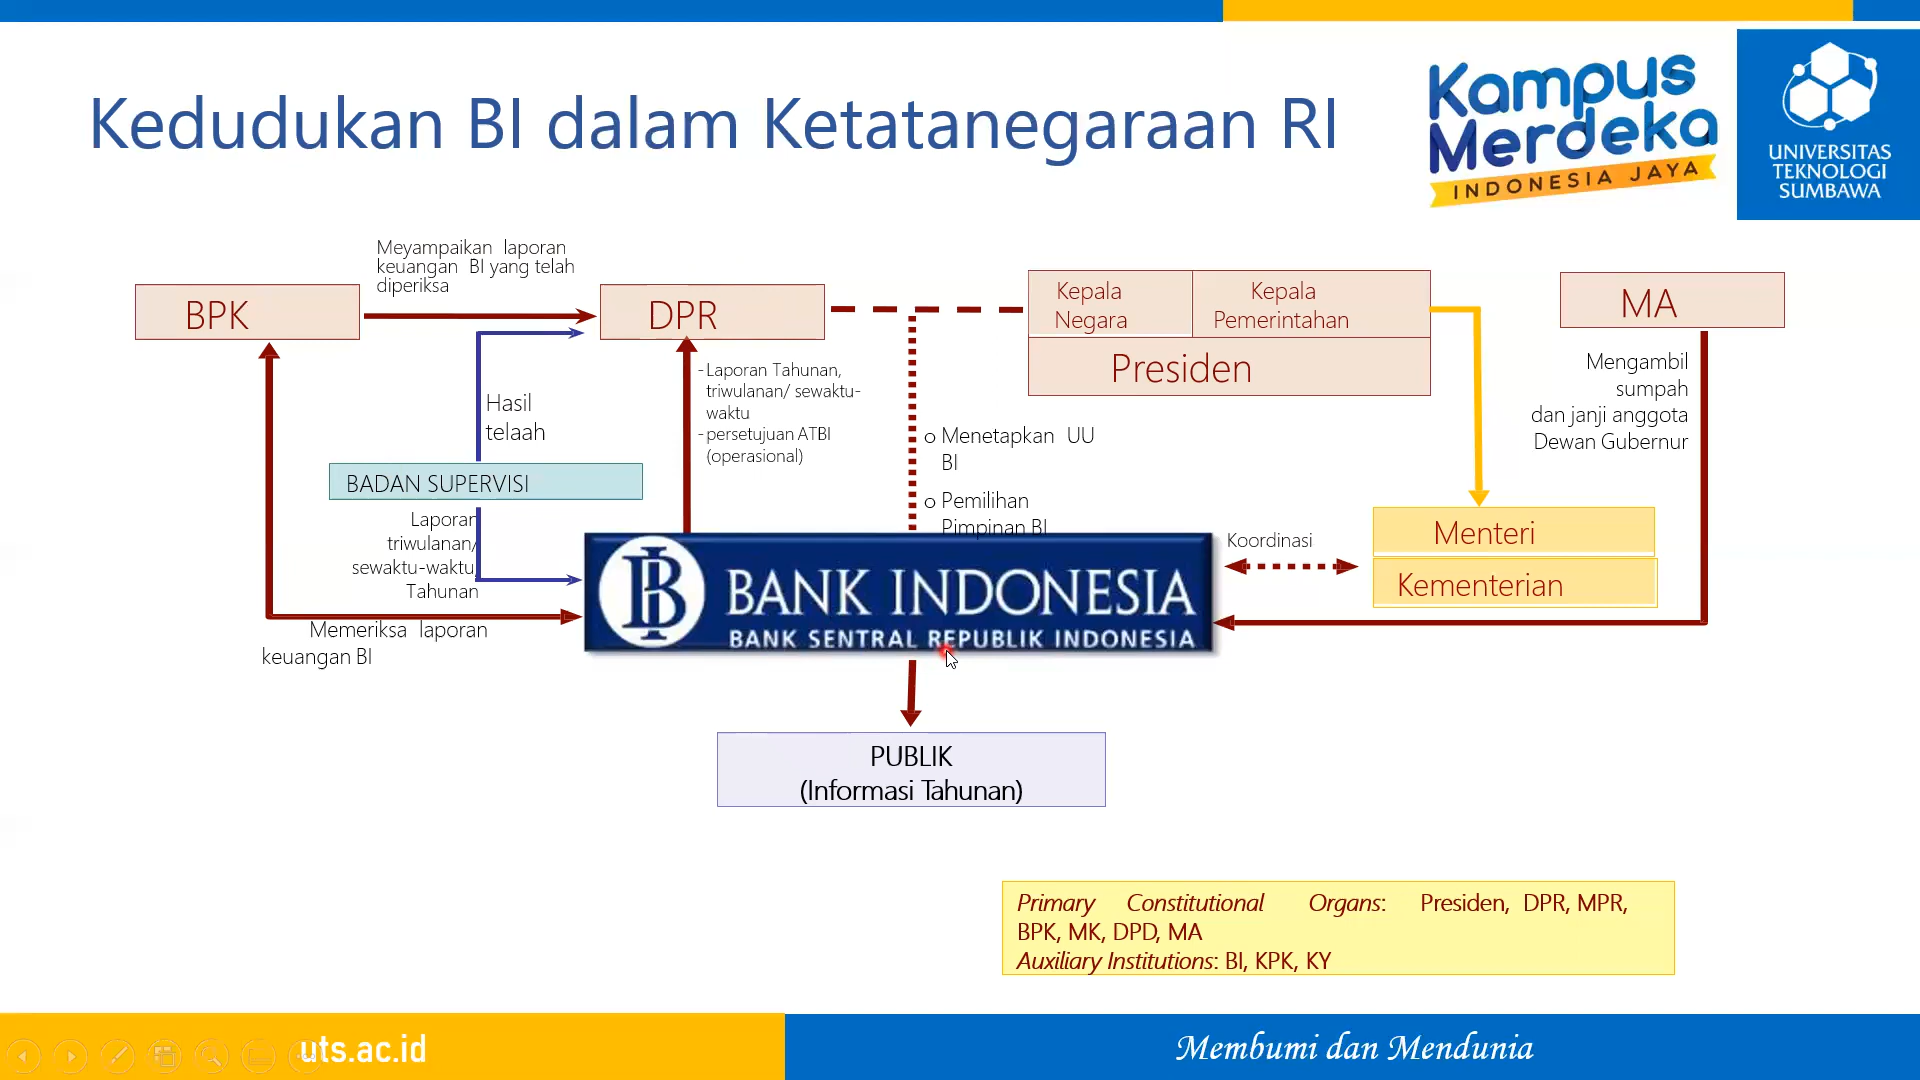 Kedudukan BI dalam Ketatanegaraan RI
Kampus
Merdeka
INDONESIA JAYA
UNIVERSITAS
TEKNOLOGI
SUMBAWA
Meyampaikan laporan
keuangan BI yang telah
diperiksa
BPK
DPR
Kepala
Negara
Kepala
Pemerintahan
Presiden
MA
Mengambil
sumpah
dan janji anggota
Dewan Gubernur
-Laporan Tahunan,
triwulanan/ sewaktu-
waktu
-persetujuan ATBI
(operasional)
Hasil
telaah
o Menetapkan UU
BI
o Pemilihan
Pimpinan BI
BADAN SUPERVISI
Laporan
triwulanan/
sewaktu-waktu
Tahunan
Koordinasi
Menteri
Kementerian
BANK INDONESIA
BANK SENTRAL REPUBLIK INDONESIA
Memeriksa laporan
keuangan BI
PUBLIK
(Informasi Tahunan)
Primary Constitutional Organs: Presiden, DPR, MPR,
BPK, MK, DPD, MA
Auxiliary Institutions: BI, KPK, KY
uts.ac.id
Membumi dan Mendunia